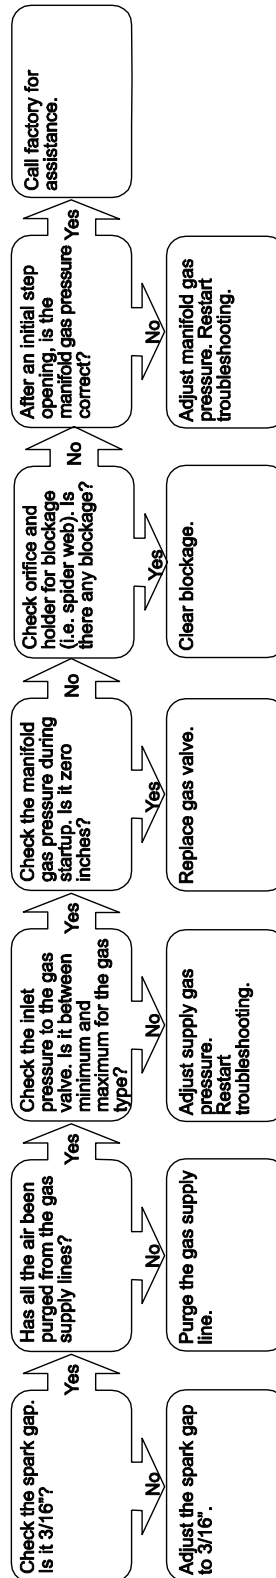 Check the spark gap.
Is it 3/16"?
Yes
No
Adjust the spark gap
to 3/16".
Has all the air been
purged from the gas
supply lines?
Yes
No
Purge the gas supply
line.
Check the inlet
pressure to the gas
valve. Is it between
minimum and
maximum for the gas
type?
Yes
No
Adjust supply gas
pressure.
Restart
troubleshooting.
Check the manifold
gas pressure during
startup. Is it zero
inches?
No
Yes
Replace gas valve.
Check orifice and
holder for blockage
(i.e. spider web). Is
there any blockage?
No
Yes
Clear blockage.
After an initial step
opening, is the
manifold gas pressure
correct?
Yes
No
Adjust manifold gas
pressure. Restart
troubleshooting.
Call factory for
assistance.